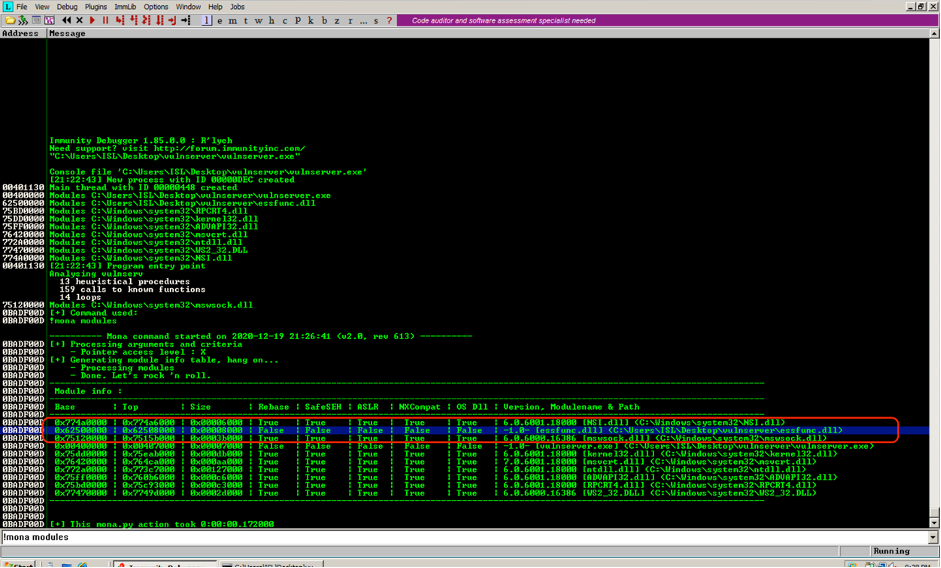 File View Debug Plugins ImmLib Options Window Help Jobs
l e m t w h c P k b z r ... s ? Code auditor and software assessment specialist needed
Address Message
Immunity Debugger 1.85.0.0 : R'lyeh
Need support? visit http://forum.immunityinc.com/
"C:\Users\ISL\Desktop\vulnserver\vulnserver.exe"
Console file 'C:\Users\ISL\Desktop\vulnserver\vulnserver.exe'
[21:22:43] New process with ID 00000DEC created
00401130 Main thread with ID 00000448 created
00400000 Modules C:\Users\ISL\Desktop\vulnserver\vulnserver.exe
62500000 Modules C:\Users\ISL\Desktop\vulnserver\essfunc.dll
75BD0000 Modules C:\Windows\system32\RPCRT4.dll
75DD0000 Modules C:\Windows\system32\kernel32.dll
75FF0000 Modules C:\Windows\system32\ADVAPI32.dll
76420000 Modules C:\Windows\system32\msvcrt.dll
772A0000 Modules C:\Windows\system32\ntdll.dll
77470000 Modules C:\Windows\system32\WS2_32.DLL
774A0000 Modules C:\Windows\system32\NSI.dll
00401130 [21:22:43] Program entry point
Analysing vulnserv
13 heuristical procedures
159 calls to known functions
14 loops
75120000 Modules C:\Windows\system32\mswsock.dll
0BADF00D [+] Command used:
0BADF00D !mona modules
---------- Mona command started on 2020-12-19 21:26:41 (v2.0, rev 613) ----------
0BADF00D [+] Processing arguments and criteria
0BADF00D - Pointer access level : X
0BADF00D [+] Generating module info table, hang on...
0BADF00D - Processing modules
0BADF00D - Done. Let's rock 'n roll.
0BADF00D
0BADF00D Module info :
0BADF00D
0BADF00D Base | Top | Size | Rebase | SafeSEH | ASLR | NXCompat | OS Dll | Version, Modulename & Path
0BADF00D
0BADF00D 0x774a0000 | 0x774a6000 | 0x00006000 | True | True | True | True | True | 6.0.6001.18000 [NSI.dll] (C:\Windows\system32\NSI.dll)
0BADF00D 0x62500000 | 0x62508000 | 0x00008000 | False | False | False | False | False | -1.0- [essfunc.dll] (C:\Users\ISL\Desktop\vulnserver\essfunc.dll)
0BADF00D 0x75120000 | 0x7515b000 | 0x0003b000 | True | True | True | True | True | 6.0.6000.16386 [mswsock.dll] (C:\Windows\system32\mswsock.dll)
0BADF00D 0x00400000 | 0x00407000 | 0x00007000 | False | False | False | False | False | -1.0- [vulnserver.exe] (C:\Users\ISL\Desktop\vulnserver\vulnserver.exe)
0BADF00D 0x75dd0000 | 0x75eab000 | 0x000db000 | True | True | True | True | True | 6.0.6001.18000 [kernel32.dll] (C:\Windows\system32\kernel32.dll)
0BADF00D 0x76420000 | 0x764ca000 | 0x000aa000 | True | True | True | True | True | 7.0.6001.18000 [msvcrt.dll] (C:\Windows\system32\msvcrt.dll)
0BADF00D 0x772a0000 | 0x773c7000 | 0x00127000 | True | True | True | True | True | 6.0.6001.18000 [ntdll.dll] (C:\Windows\system32\ntdll.dll)
0BADF00D 0x75ff0000 | 0x760b6000 | 0x000c6000 | True | True | True | True | True | 6.0.6001.18000 [ADVAPI32.dll] (C:\Windows\system32\ADVAPI32.dll)
0BADF00D 0x75bd0000 | 0x75c93000 | 0x000c3000 | True | True | True | True | True | 6.0.6001.18000 [RPCRT4.dll] (C:\Windows\system32\RPCRT4.dll)
0BADF00D 0x77470000 | 0x7749d000 | 0x0002d000 | True | True | True | True | True | 6.0.6000.16386 [WS2_32.DLL] (C:\Windows\system32\WS2_32.DLL)
0BADF00D
0BADF00D
0BADF00D
0BADF00D [+] This mona.py action took 0:00:00.172000
!mona modules
Running